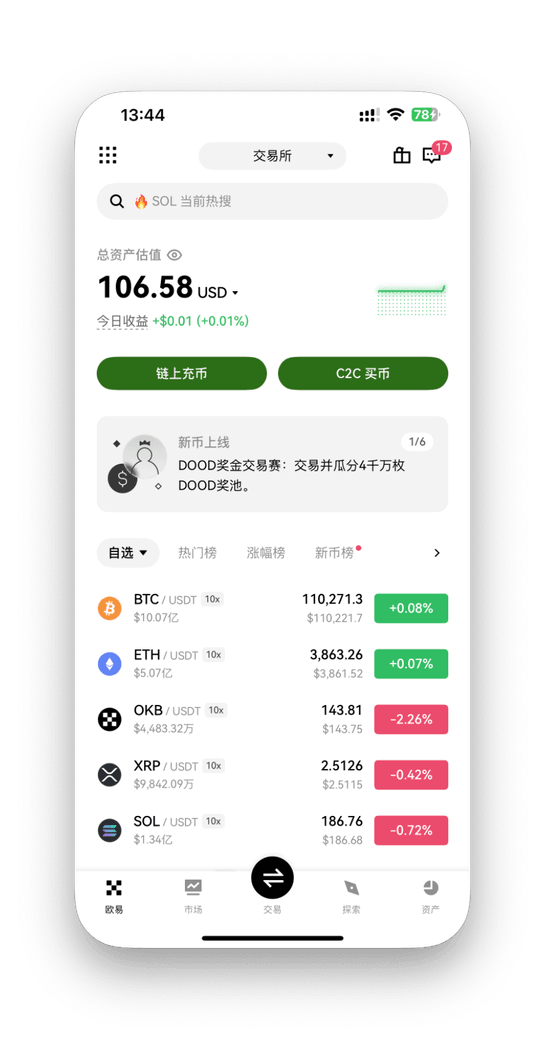 13:44
78
交易所
17
SOL 当前热搜
总资产估值
106.58 USD
今日收益 +$0.01 (+0.01%)
链上充币
C2C 买币
新币上线
1/6
DOOD奖金交易赛：交易并瓜分4千万枚
DOOD奖池。
自选 热门榜 涨幅榜 新币榜
BTC / USDT 10x 110,271.3 +0.08%
$10.07亿 $110,221.7
ETH / USDT 10x 3,863.26 +0.07%
$5.07亿 $3,861.52
OKB / USDT 10x 143.81 -2.26%
$4,483.32万 $143.75
XRP / USDT 10x 2.5126 -0.42%
$9,842.09万 $2.5115
SOL / USDT 10x 186.76 -0.72%
$1.34亿 $186.68
欧易 市场 交易 探索 资产